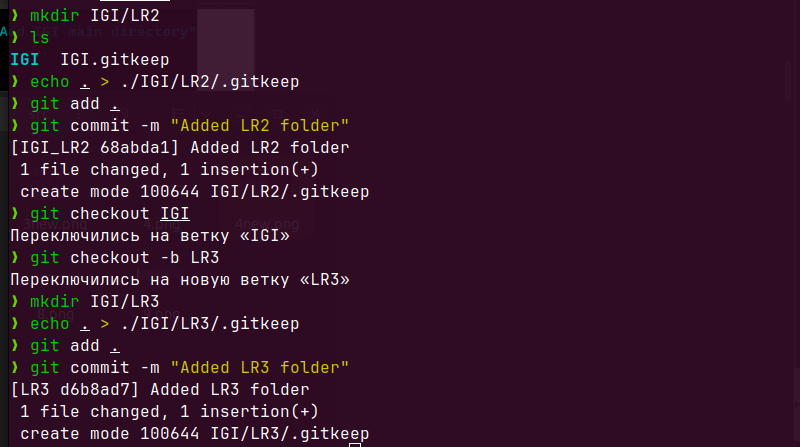 ❯ mkdir IGI/LR2
❯ ls
IGI  IGI.gitkeep
❯ echo . > ./IGI/LR2/.gitkeep
❯ git add .
❯ git commit -m "Added LR2 folder"
[IGI_LR2 68abda1] Added LR2 folder
 1 file changed, 1 insertion(+)
 create mode 100644 IGI/LR2/.gitkeep
❯ git checkout IGI
Переключились на ветку «IGI»
❯ git checkout -b LR3
Переключились на новую ветку «LR3»
❯ mkdir IGI/LR3
❯ echo . > ./IGI/LR3/.gitkeep
❯ git add .
❯ git commit -m "Added LR3 folder"
[LR3 d6b8ad7] Added LR3 folder
 1 file changed, 1 insertion(+)
 create mode 100644 IGI/LR3/.gitkeep